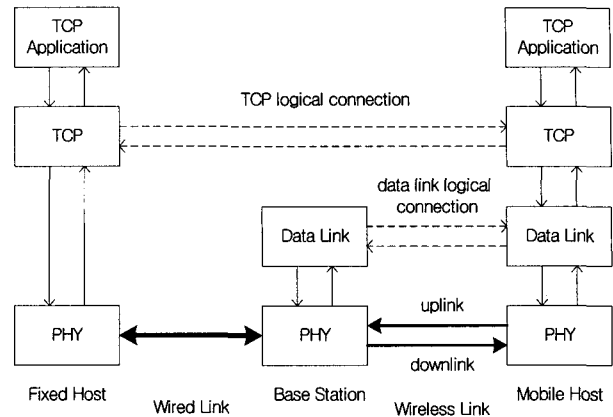 TCP
Application
TCP
Application
TCP logical connection
TCP
TCP
data link logical
connection
Data Link
Data Link
uplink
PHY
PHY
PHY
downlink
Fixed Host
Wired Link
Base Station
Wireless Link
Mobile Host